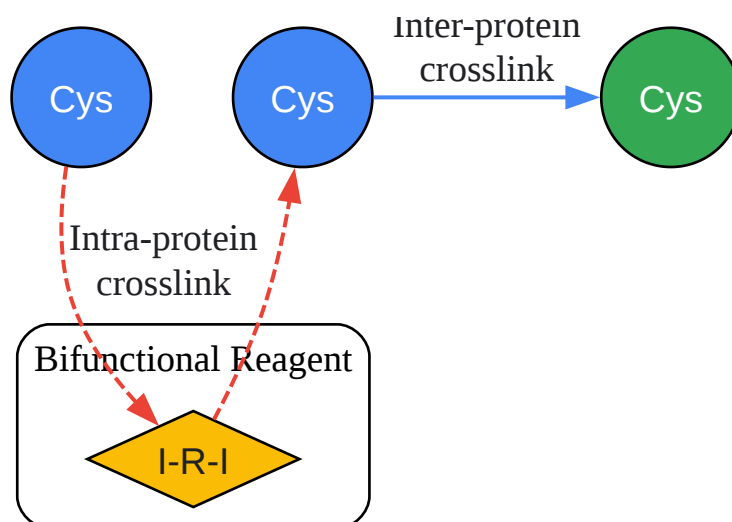 Inter-protein
crosslink
Cys
Cys
Cys
Intra-protein
crosslink
Bifunctional Reagent
I-R-I